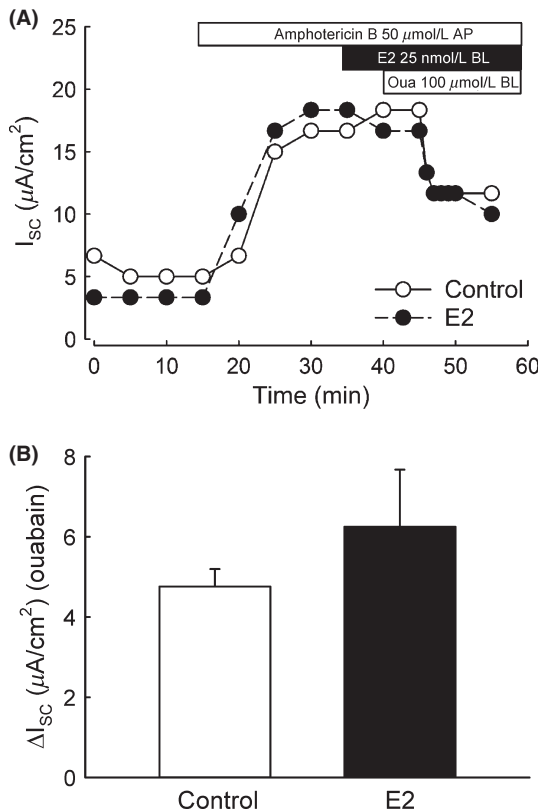 (A)
Amphotericin B 50 μmol/L AP
E2 25 nmol/L BL
Oua 100 μmol/L BL
25
20
15
10
5
0
I_SC (μA/cm²)
Control
E2
0 10 20 30 40 50 60
Time (min)
(B)
8
6
4
2
0
ΔI_SC (μA/cm²) (ouabain)
Control E2